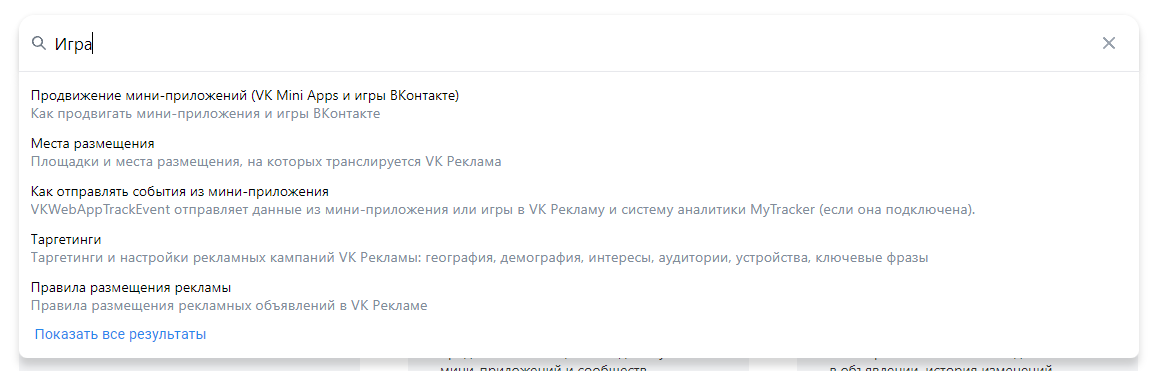 Игра
Продвижение мини-приложений (VK Mini Apps и игры ВКонтакте)
Как продвигать мини-приложения и игры ВКонтакте
Места размещения
Площадки и места размещения, на которых транслируется VK Реклама
Как отправлять события из мини-приложения
VKWebAppTrackEvent отправляет данные из мини-приложения или игры в VK Рекламу и систему аналитики MyTracker (если она подключена).
Таргетинги
Таргетинги и настройки рекламных кампаний VK Рекламы: география, демография, интересы, аудитории, устройства, ключевые фразы
Правила размещения рекламы
Правила размещения рекламных объявлений в VK Рекламе
Показать все результаты
мини-приложений и сообществ
в объявлении, история изменений